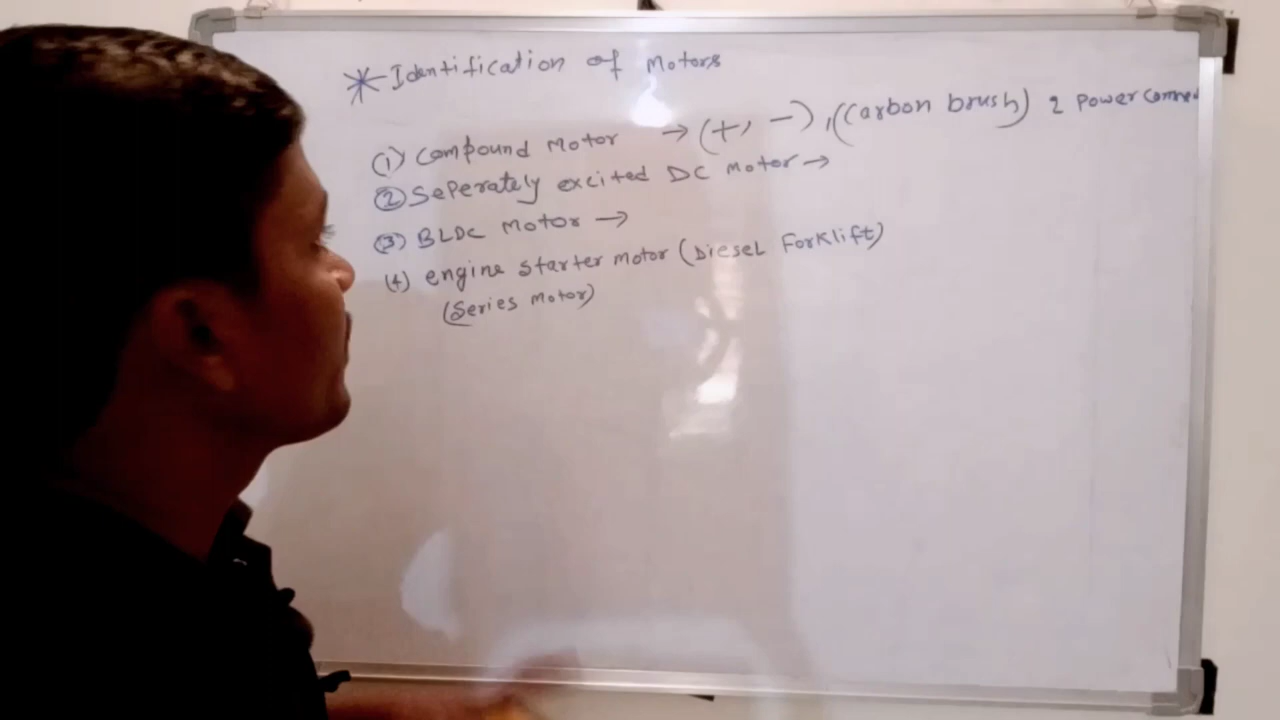 * Identification of Motors
(1) Compound Motor → (+, -), (Carbon brush) 2 Power Connec
(2) Seperately excited DC Motor →
(3) BLDC Motor →
(4) engine starter motor (Diesel Forklift)
(Series Motor)